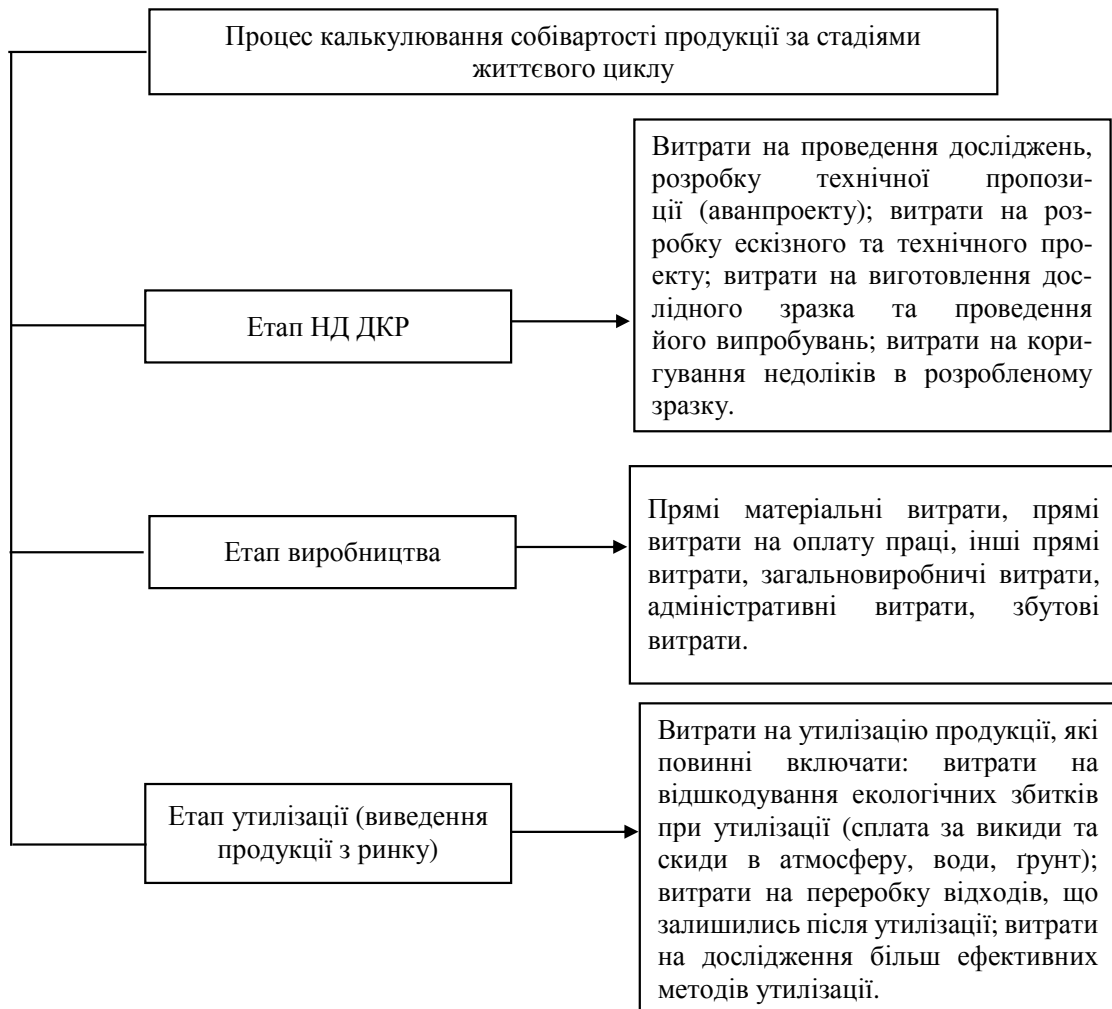 Процес калькулювання собівартості продукції за стадіями
життєвого циклу
Витрати на проведення досліджень,
розробку технічної пропози-
ції (аванпроекту); витрати на роз-
робку ескізного та технічного про-
екту; витрати на виготовлення дос-
лідного зразка та проведення
його випробувань; витрати на кори-
гування недоліків в розробленому
зразку.
Етап НД ДКР
Прямі матеріальні витрати, прямі
витрати на оплату праці, інші прямі
витрати, загальновиробничі витрати,
адміністративні витрати, збутові
витрати.
Етап виробництва
Витрати на утилізацію продукції, які
повинні включати: витрати на
відшкодування екологічних збитків
при утилізації (сплата за викиди та
скиди в атмосферу, води, ґрунт);
витрати на переробку відходів, що
залишились після утилізації; витрати
на дослідження більш ефективних
методів утилізації.
Етап утилізації (виведення
продукції з ринку)